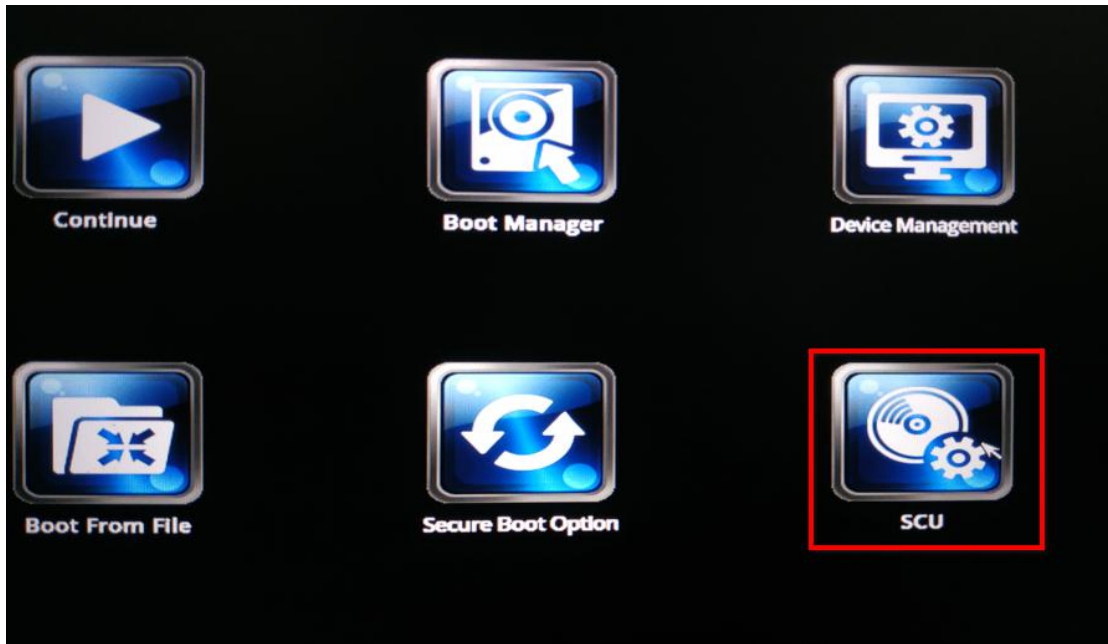 Continue
Boot Manager
Device Management
Boot From File
Secure Boot Option
SCU